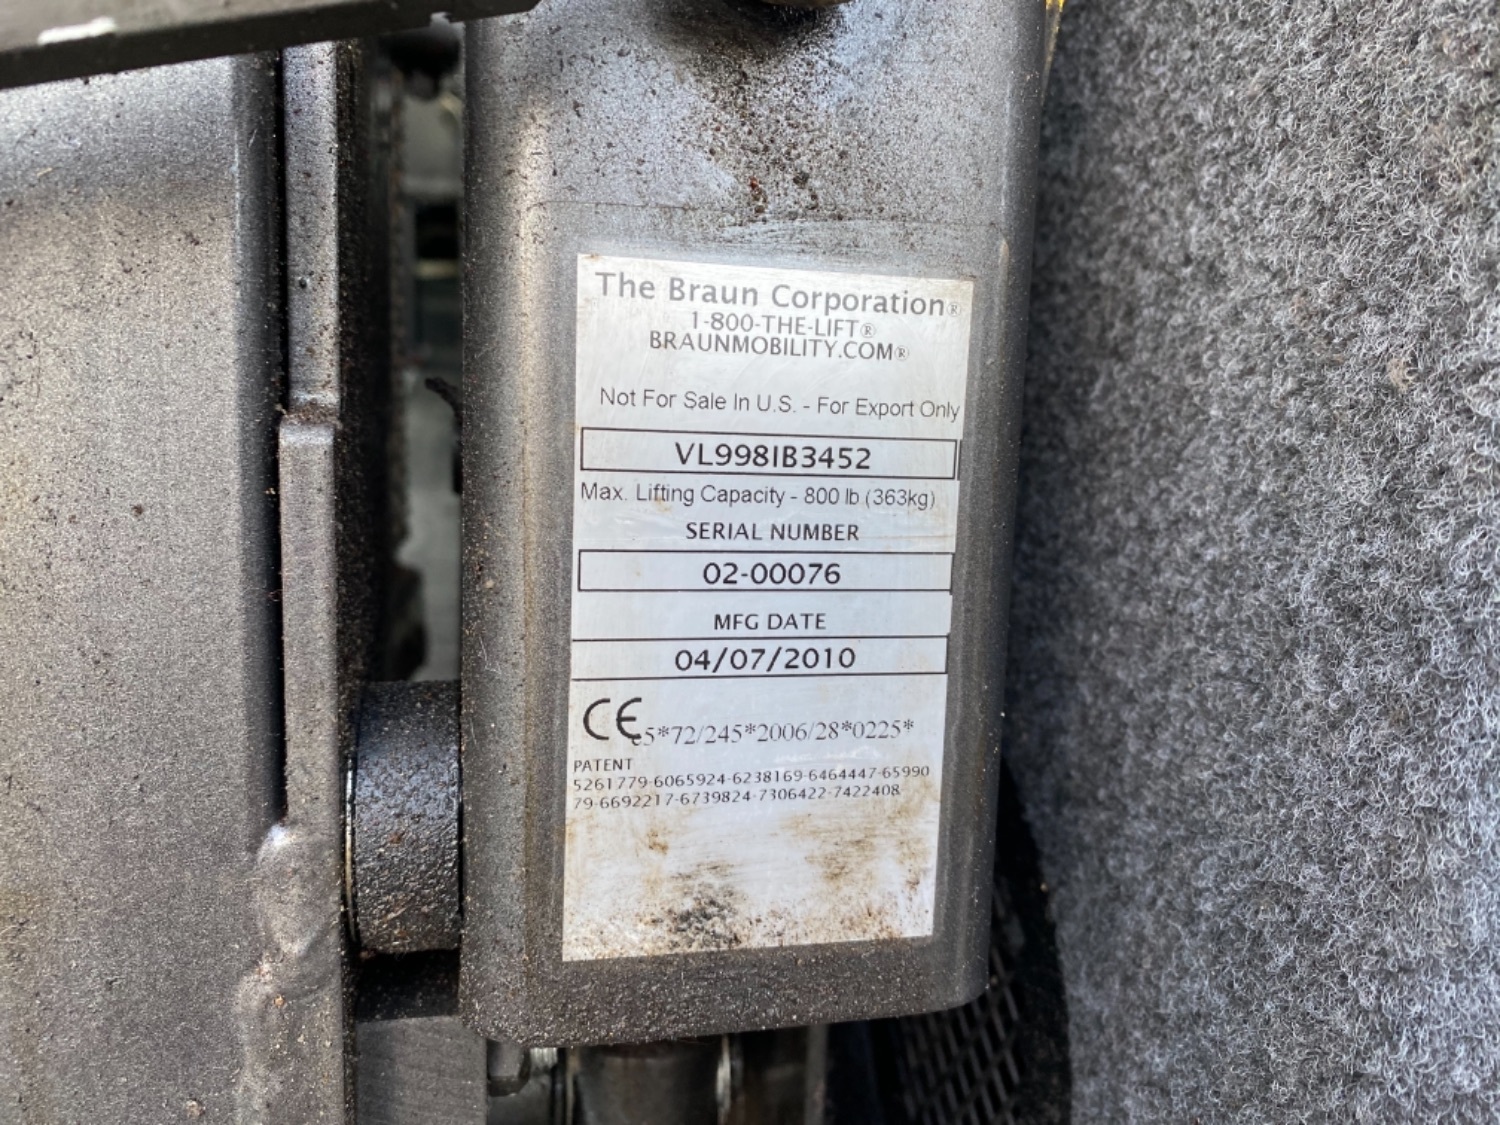 The Braun Corporation®
1-800-THE-LIFT®
BRAUNMOBILITY.COM®
Not For Sale In U.S. - For Export Only
VL998IB3452
Max. Lifting Capacity - 800 lb (363kg)
SERIAL NUMBER
02-00076
MFG DATE
04/07/2010
CE e5*72/245*2006/28*0225*
PATENT
5261779-6065924-6238169-6464447-65990
79-6692217-6739824-7306422-7422408